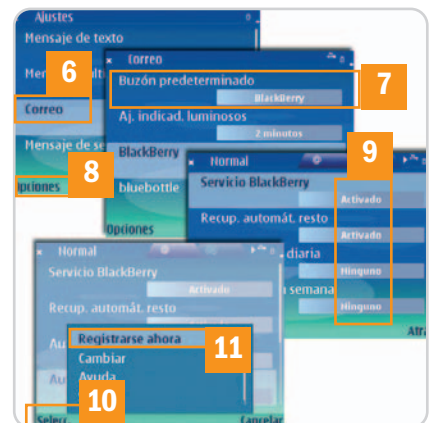 Ajustes
Mensaje de texto
6
Correo
Mensaje de se
8
Opciones
Correo
Buzón predeterminado
7
BlackBerry
Aj. indicad. luminosos
2 minutos
BlackBerry
bluebottle
Opciones
Normal
9
Servicio BlackBerry
Activado
Recup. automát. resto
Activado
diaria
Ninguno
semana
Ninguno
Atrá
Normal
Servicio BlackBerry
Activado
Recup. automát. resto
Registrarse ahora
11
Cambiar
Ayuda
10
Selecc.
Cancelar